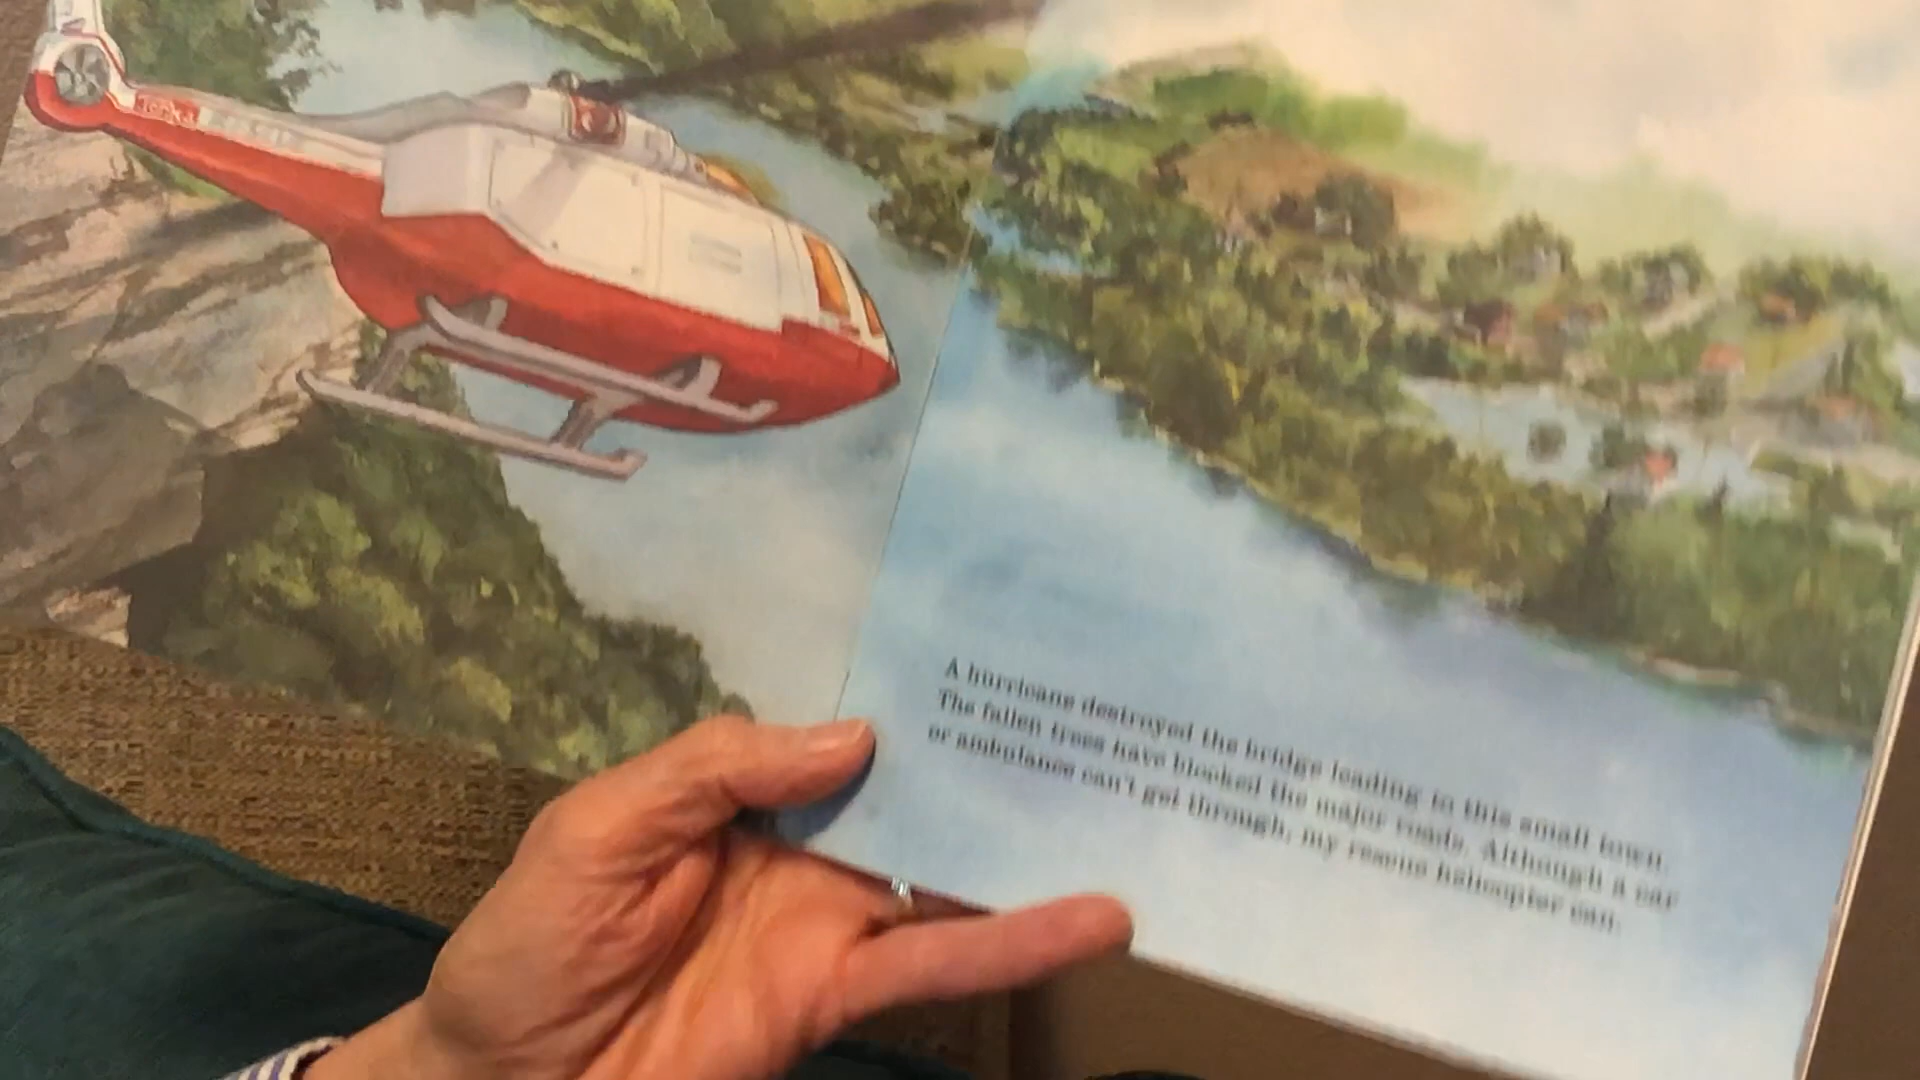 Tonka
A hurricane destroyed the bridge leading to this small town.
The fallen trees have blocked the major roads. Although a car
or ambulance can't get through, my rescue helicopter can.